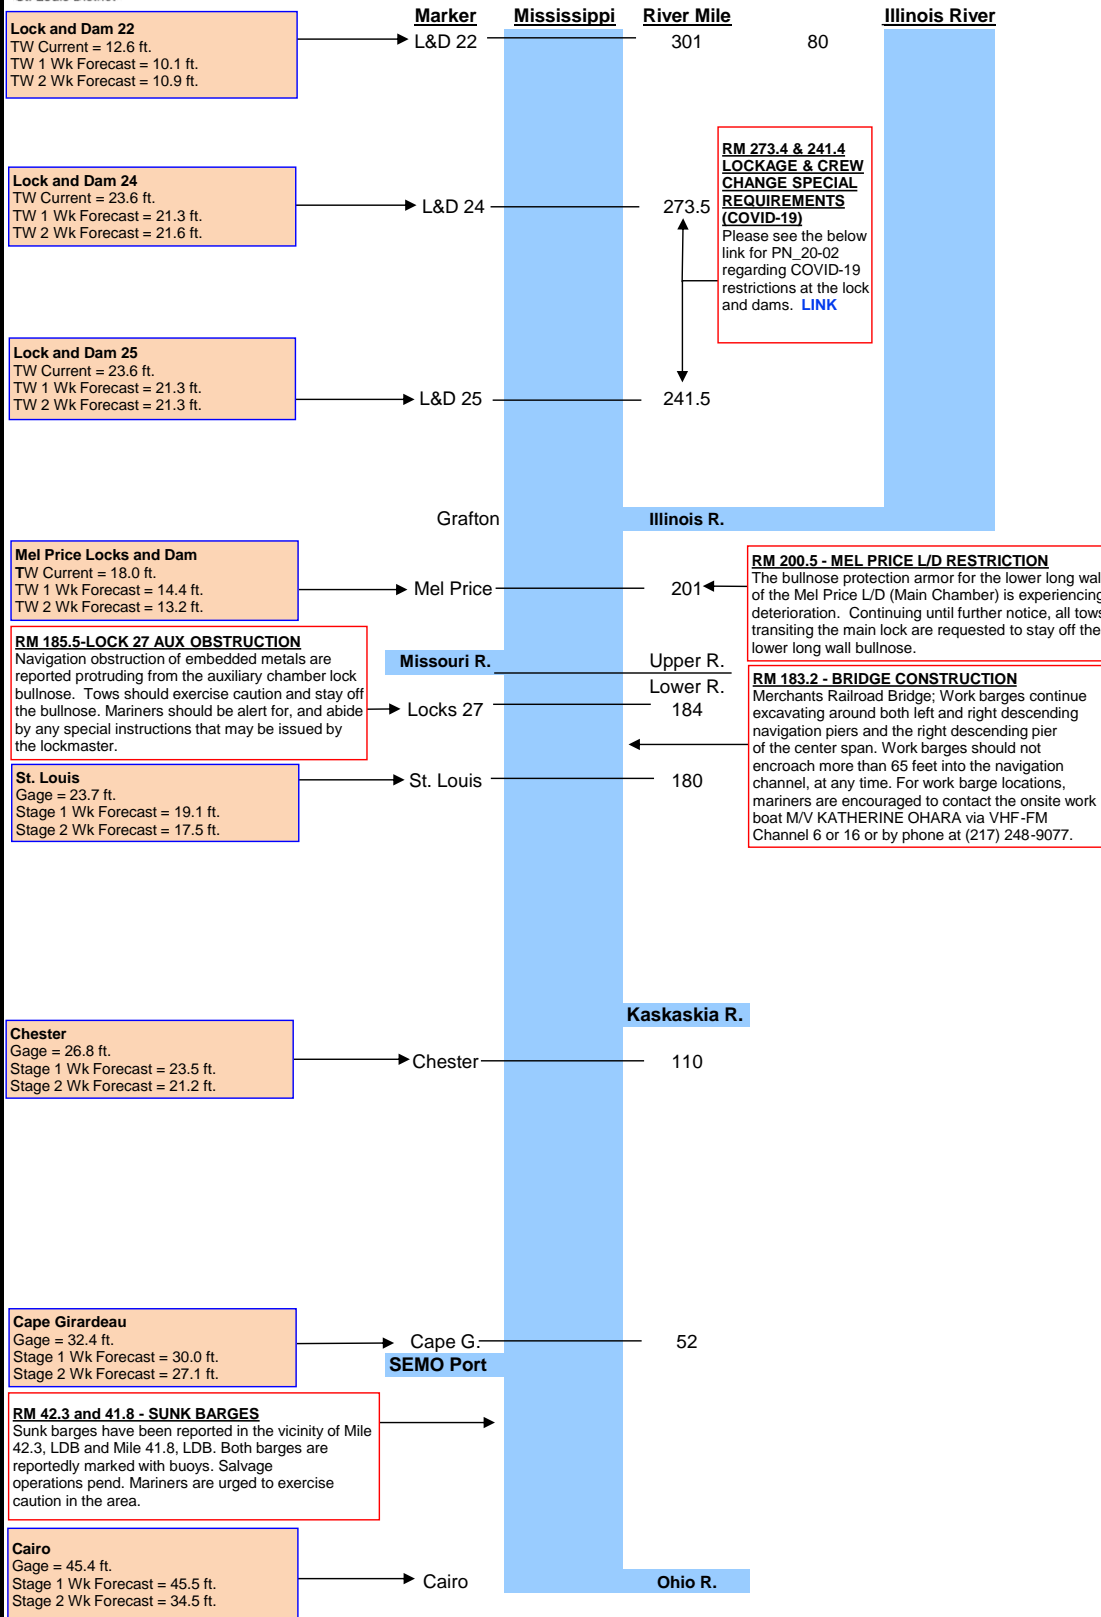 St. Louis District
Marker Mississippi River Mile Illinois River
Lock and Dam 22
TW Current = 12.6 ft.
TW 1 Wk Forecast = 10.1 ft.
TW 2 Wk Forecast = 10.9 ft.
L&D 22 301 80
RM 273.4 & 241.4
LOCKAGE & CREW
CHANGE SPECIAL
REQUIREMENTS
(COVID-19)
Please see the below
link for PN_20-02
regarding COVID-19
restrictions at the lock
and dams. LINK
Lock and Dam 24
TW Current = 23.6 ft.
TW 1 Wk Forecast = 21.3 ft.
TW 2 Wk Forecast = 21.6 ft.
L&D 24 273.5
Lock and Dam 25
TW Current = 23.6 ft.
TW 1 Wk Forecast = 21.3 ft.
TW 2 Wk Forecast = 21.3 ft.
L&D 25 241.5
Grafton Illinois R.
Mel Price Locks and Dam
TW Current = 18.0 ft.
TW 1 Wk Forecast = 14.4 ft.
TW 2 Wk Forecast = 13.2 ft.
Mel Price 201
RM 200.5 - MEL PRICE L/D RESTRICTION
The bullnose protection armor for the lower long wal
of the Mel Price L/D (Main Chamber) is experiencing
deterioration. Continuing until further notice, all tows
transiting the main lock are requested to stay off the
lower long wall bullnose.
RM 185.5-LOCK 27 AUX OBSTRUCTION
Navigation obstruction of embedded metals are
reported protruding from the auxiliary chamber lock
bullnose. Tows should exercise caution and stay off
the bullnose. Mariners should be alert for, and abide
by any special instructions that may be issued by
the lockmaster.
Missouri R. Upper R.
Lower R.
Locks 27 184
RM 183.2 - BRIDGE CONSTRUCTION
Merchants Railroad Bridge; Work barges continue
excavating around both left and right descending
navigation piers and the right descending pier
of the center span. Work barges should not
encroach more than 65 feet into the navigation
channel, at any time. For work barge locations,
mariners are encouraged to contact the onsite work
boat M/V KATHERINE OHARA via VHF-FM
Channel 6 or 16 or by phone at (217) 248-9077.
St. Louis
Gage = 23.7 ft.
Stage 1 Wk Forecast = 19.1 ft.
Stage 2 Wk Forecast = 17.5 ft.
St. Louis 180
Kaskaskia R.
Chester
Gage = 26.8 ft.
Stage 1 Wk Forecast = 23.5 ft.
Stage 2 Wk Forecast = 21.2 ft.
Chester 110
Cape Girardeau
Gage = 32.4 ft.
Stage 1 Wk Forecast = 30.0 ft.
Stage 2 Wk Forecast = 27.1 ft.
Cape G. 52
SEMO Port
RM 42.3 and 41.8 - SUNK BARGES
Sunk barges have been reported in the vicinity of Mile
42.3, LDB and Mile 41.8, LDB. Both barges are
reportedly marked with buoys. Salvage
operations pend. Mariners are urged to exercise
caution in the area.
Cairo
Gage = 45.4 ft.
Stage 1 Wk Forecast = 45.5 ft.
Stage 2 Wk Forecast = 34.5 ft.
Cairo Ohio R.